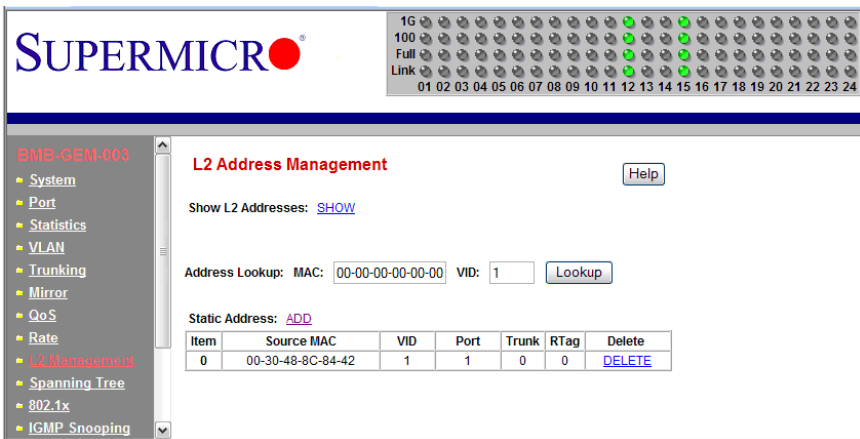 SUPERMICRO®
1G
100
Full
Link
01 02 03 04 05 06 07 08 09 10 11 12 13 14 15 16 17 18 19 20 21 22 23 24
BMB-GEM-003
System
Port
Statistics
VLAN
Trunking
Mirror
QoS
Rate
L2 Management
Spanning Tree
802.1x
IGMP Snooping
L2 Address Management
Help
Show L2 Addresses: SHOW
Address Lookup: MAC: 00-00-00-00-00-00 VID: 1 Lookup
Static Address: ADD
Item Source MAC VID Port Trunk RTag Delete
0 00-30-48-8C-84-42 1 1 0 0 DELETE